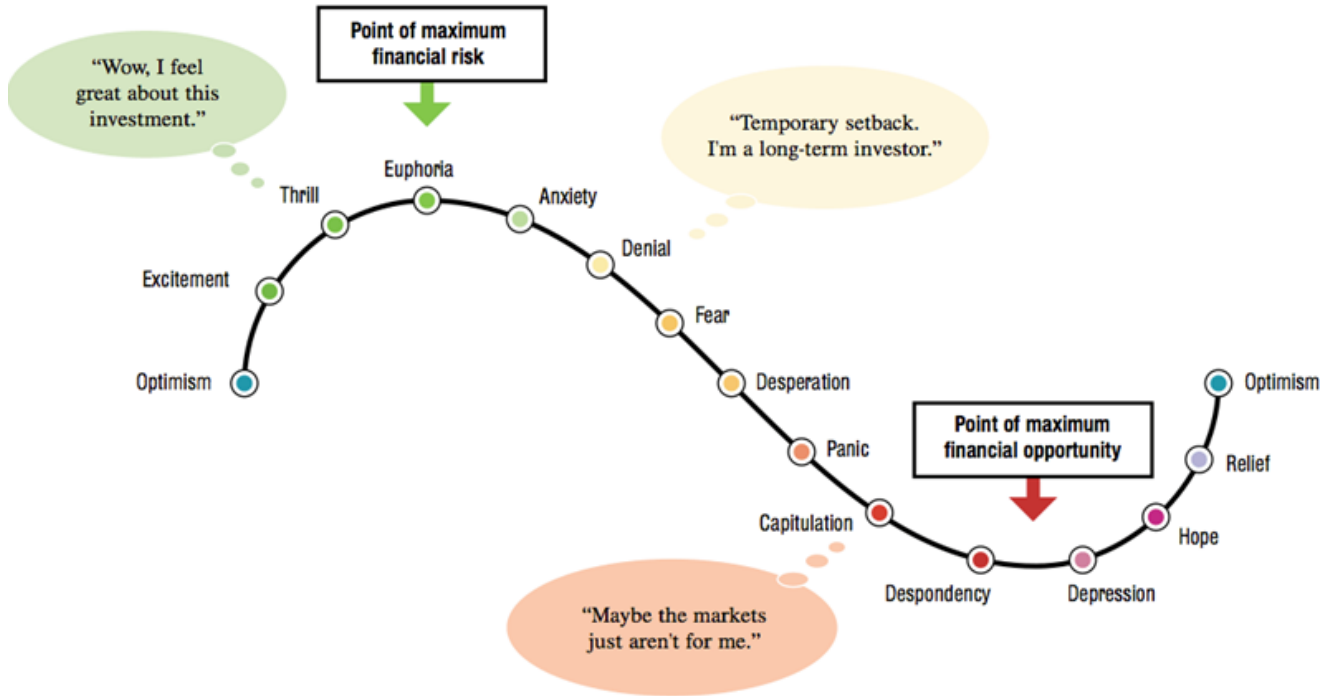 Point of maximum
financial risk
“Wow, I feel
great about this
investment.”
“Temporary setback.
I'm a long-term investor.”
Euphoria
Thrill
Anxiety
Denial
Excitement
Fear
Optimism
Desperation
Optimism
Point of maximum
financial opportunity
Panic
Relief
Capitulation
Hope
Despondency
Depression
“Maybe the markets
just aren't for me.”